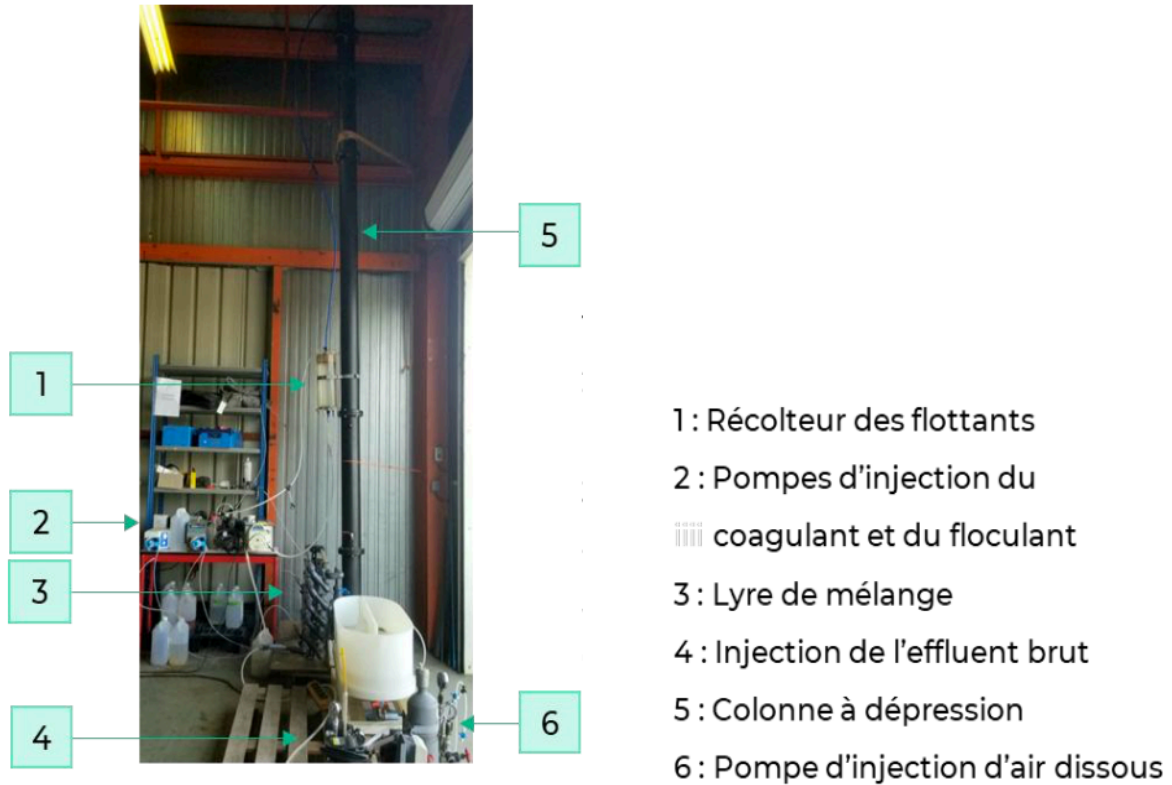 5
1
2
3
4
6
1 : Récolteur des flottants
2 : Pompes d’injection du
coagulant et du floculant
3 : Lyre de mélange
4 : Injection de l’effluent brut
5 : Colonne à dépression
6 : Pompe d’injection d’air dissous